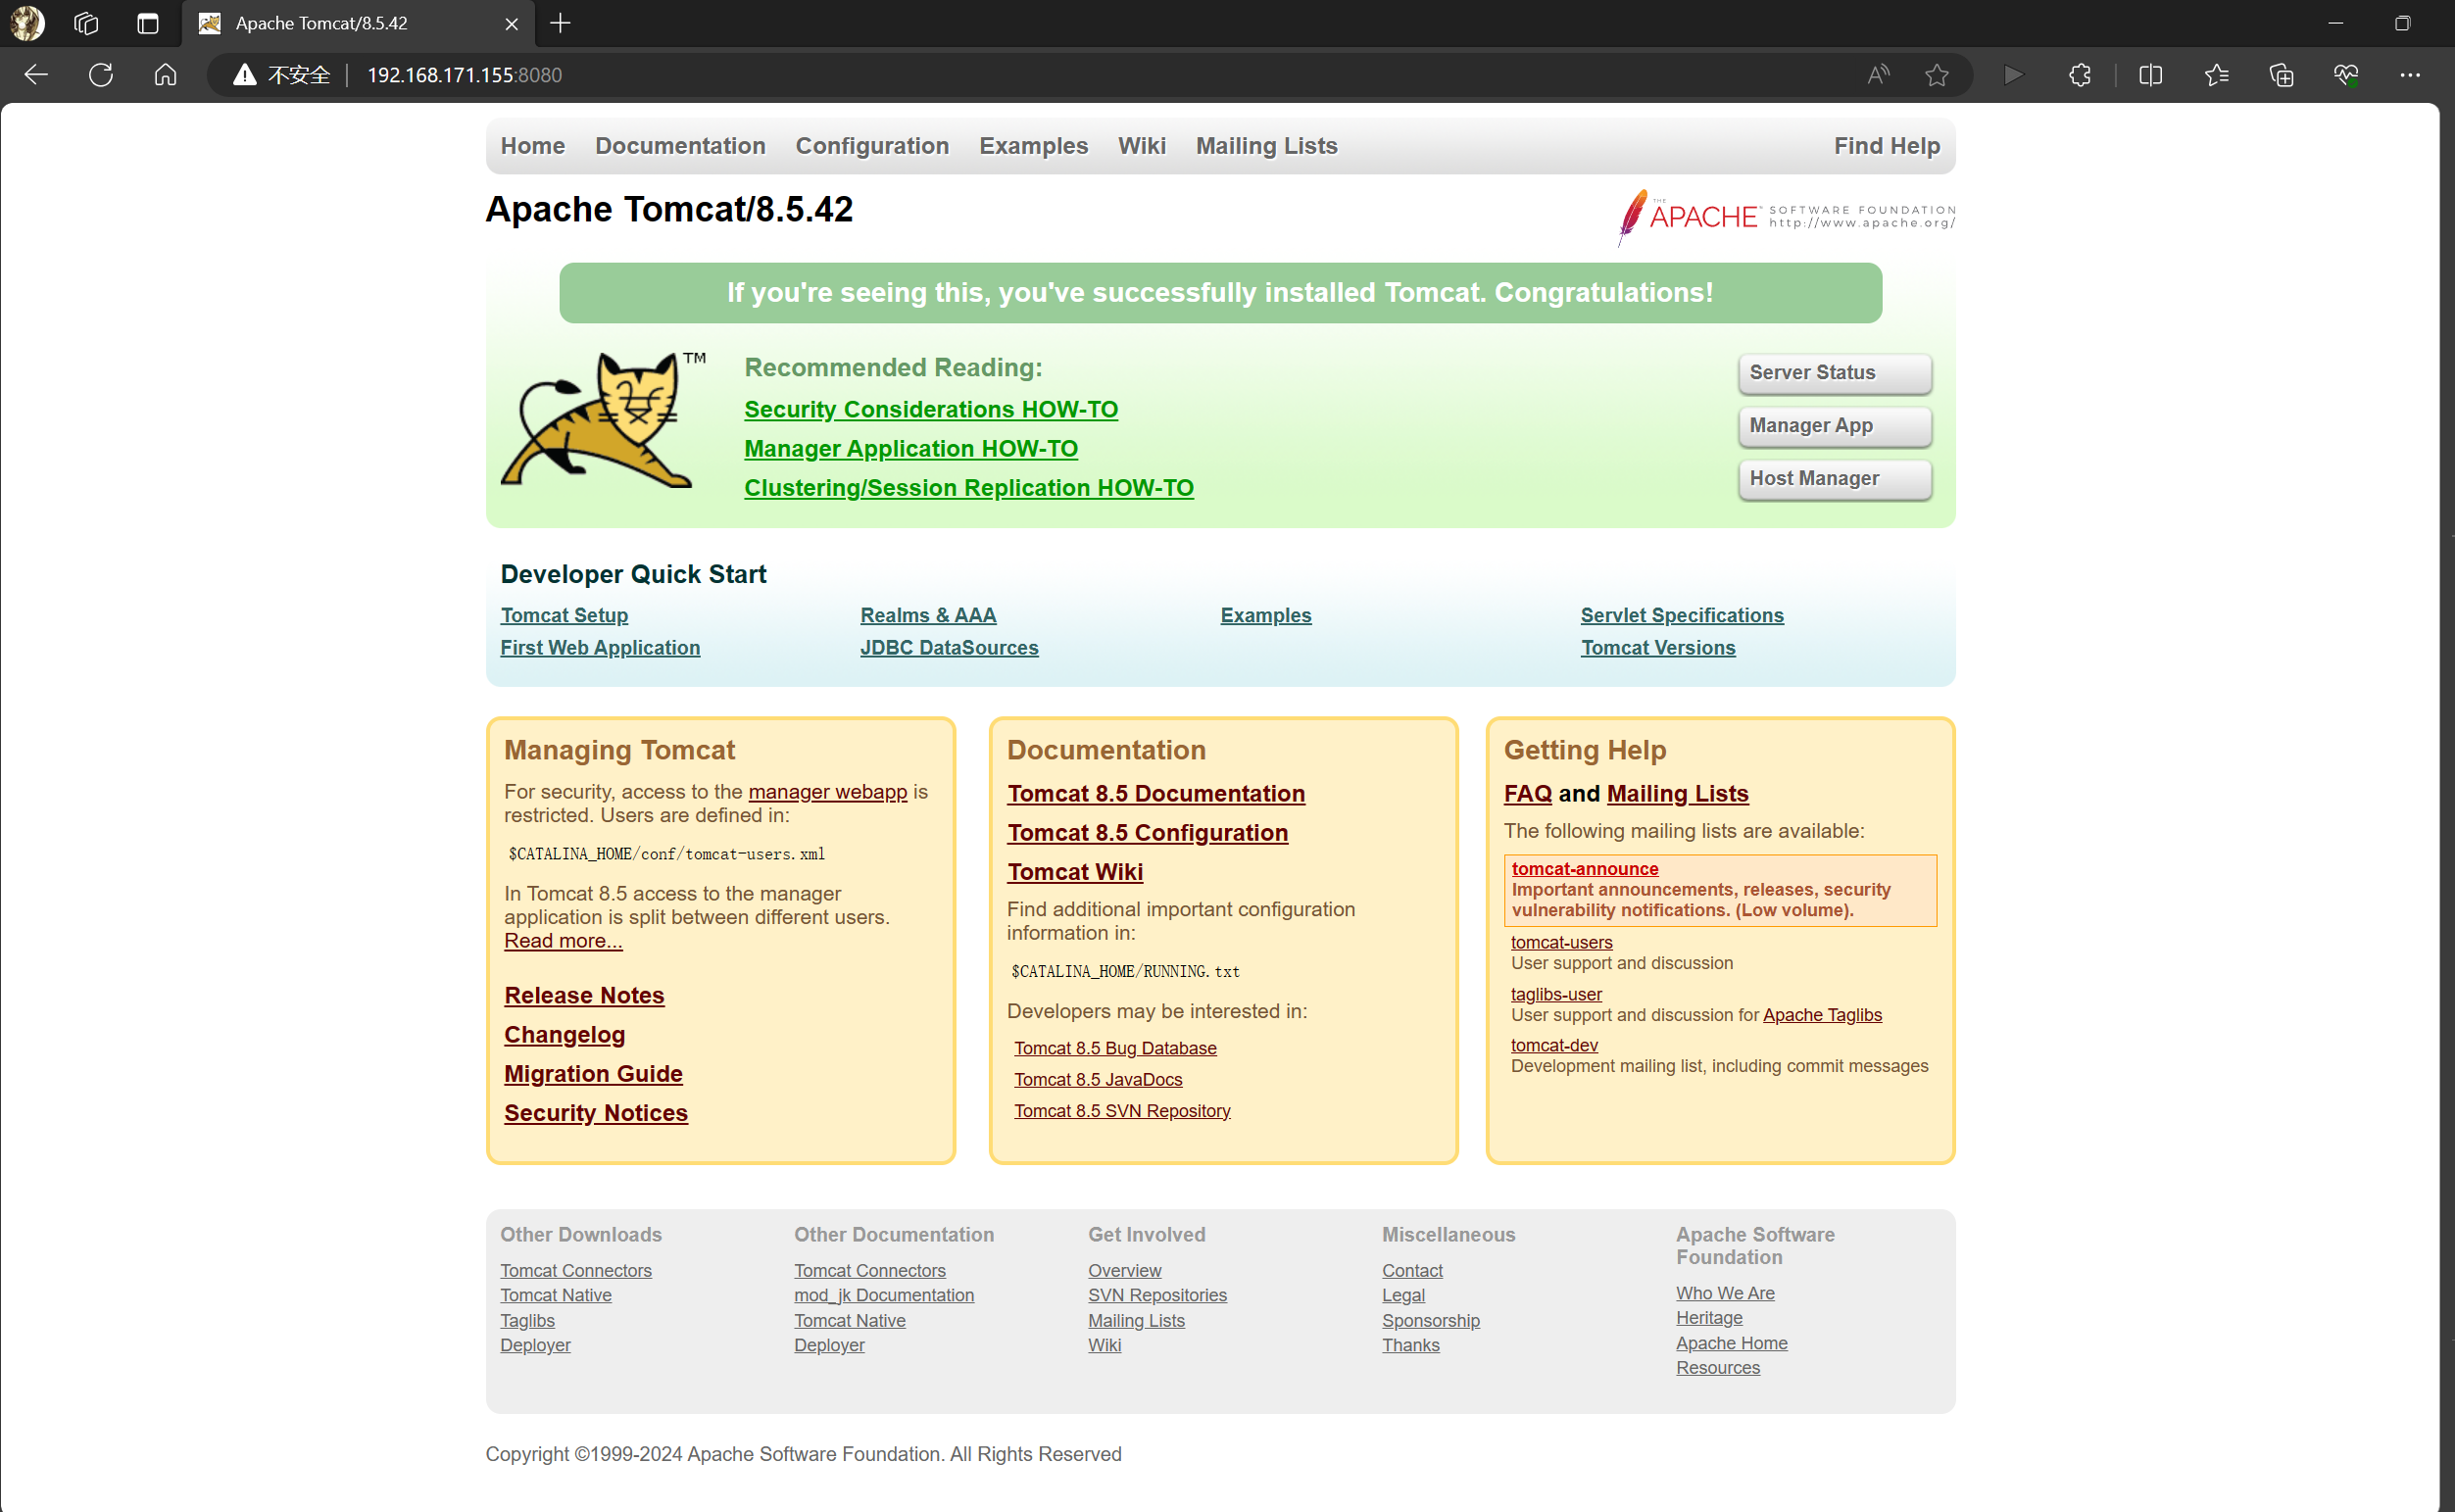 Apache Tomcat/8.5.42
不安全 192.168.171.155:8080
Home Documentation Configuration Examples Wiki Mailing Lists Find Help
Apache Tomcat/8.5.42
THE APACHE SOFTWARE FOUNDATION
http://www.apache.org/
If you're seeing this, you've successfully installed Tomcat. Congratulations!
TM
Recommended Reading:
Security Considerations HOW-TO
Manager Application HOW-TO
Clustering/Session Replication HOW-TO
Server Status
Manager App
Host Manager
Developer Quick Start
Tomcat Setup
First Web Application
Realms & AAA
JDBC DataSources
Examples
Servlet Specifications
Tomcat Versions
Managing Tomcat
For security, access to the manager webapp is
restricted. Users are defined in:
$CATALINA_HOME/conf/tomcat-users.xml
In Tomcat 8.5 access to the manager
application is split between different users.
Read more...
Release Notes
Changelog
Migration Guide
Security Notices
Documentation
Tomcat 8.5 Documentation
Tomcat 8.5 Configuration
Tomcat Wiki
Find additional important configuration
information in:
$CATALINA_HOME/RUNNING.txt
Developers may be interested in:
Tomcat 8.5 Bug Database
Tomcat 8.5 JavaDocs
Tomcat 8.5 SVN Repository
Getting Help
FAQ and Mailing Lists
The following mailing lists are available:
tomcat-announce
Important announcements, releases, security
vulnerability notifications. (Low volume).
tomcat-users
User support and discussion
taglibs-user
User support and discussion for Apache Taglibs
tomcat-dev
Development mailing list, including commit messages
Other Downloads
Tomcat Connectors
Tomcat Native
Taglibs
Deployer
Other Documentation
Tomcat Connectors
mod_jk Documentation
Tomcat Native
Deployer
Get Involved
Overview
SVN Repositories
Mailing Lists
Wiki
Miscellaneous
Contact
Legal
Sponsorship
Thanks
Apache Software
Foundation
Who We Are
Heritage
Apache Home
Resources
Copyright ©1999-2024 Apache Software Foundation. All Rights Reserved